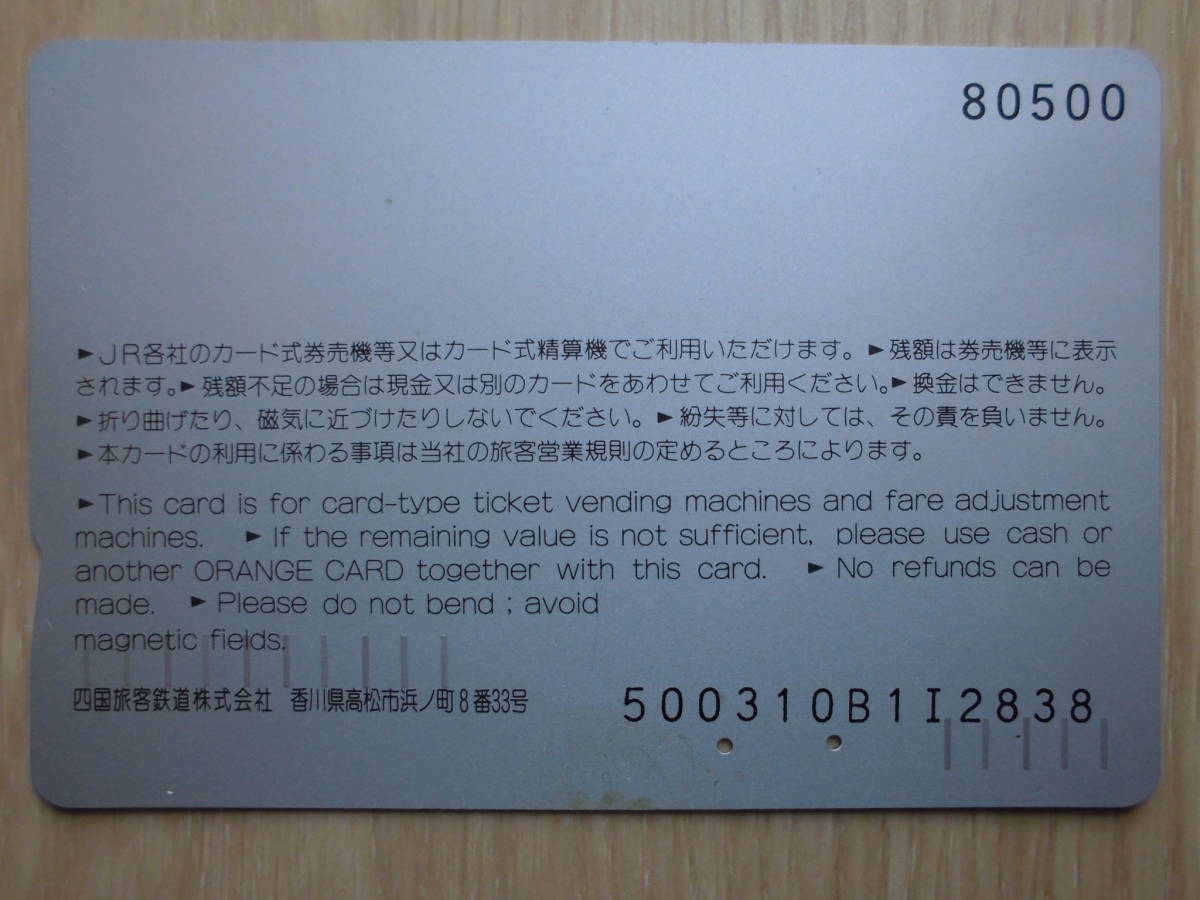 80500
►JR各社のカード式券売機等又はカード式精算機でご利用いただけます。►残額は券売機等に表示
されます。►残額不足の場合は現金又は別のカードをあわせてご利用ください。►換金はできません。
►折り曲げたり、磁気に近づけたりしないでください。►紛失等に対しては、その責を負いません。
►本カードの利用に係わる事項は当社の旅客営業規則の定めるところによります。
►This card is for card-type ticket vending machines and fare adjustment
machines. ►If the remaining value is not sufficient, please use cash or
another ORANGE CARD together with this card. ►No refunds can be
made. ►Please do not bend ; avoid
magnetic fields.
四国旅客鉄道株式会社 香川県高松市浜ノ町8番33号
500310B1I2838